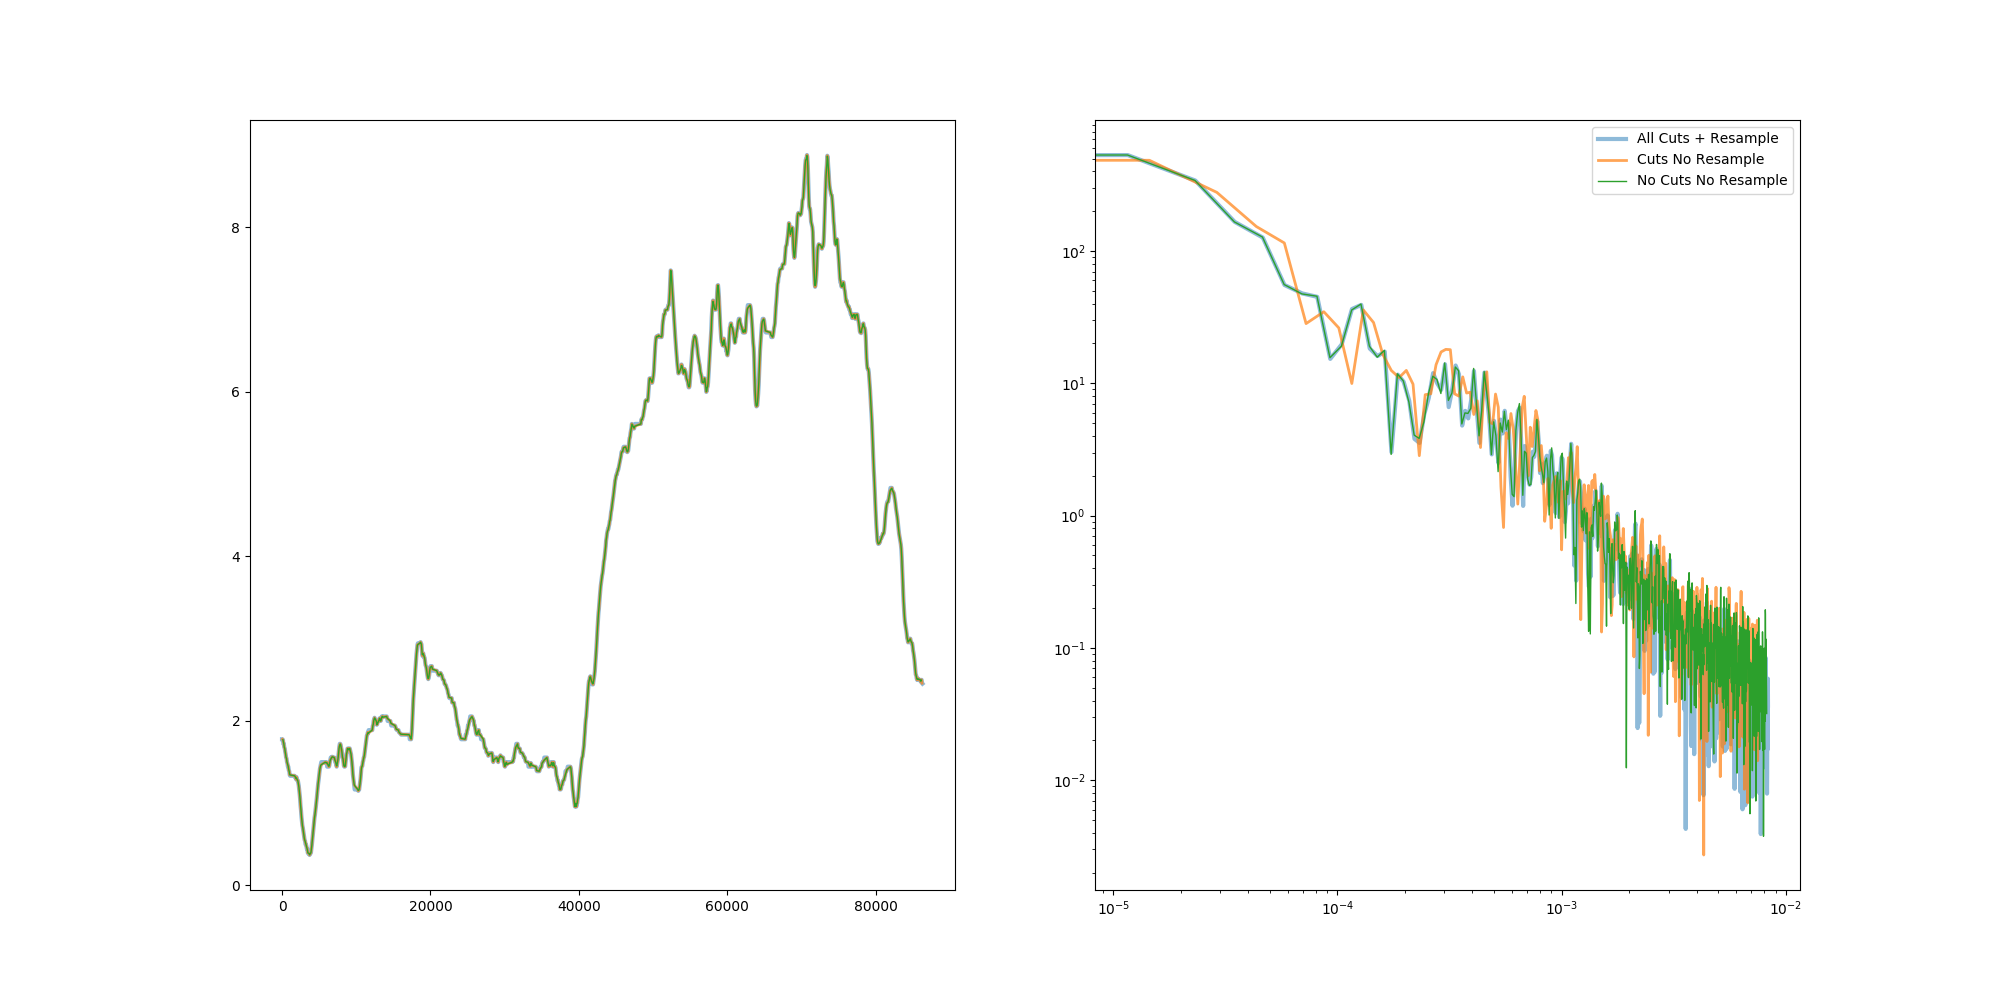 8
6
4
2
0
0 20000 40000 60000 80000
All Cuts + Resample
Cuts No Resample
No Cuts No Resample
10²
10¹
10⁰
10⁻¹
10⁻²
10⁻⁵ 10⁻⁴ 10⁻³ 10⁻²